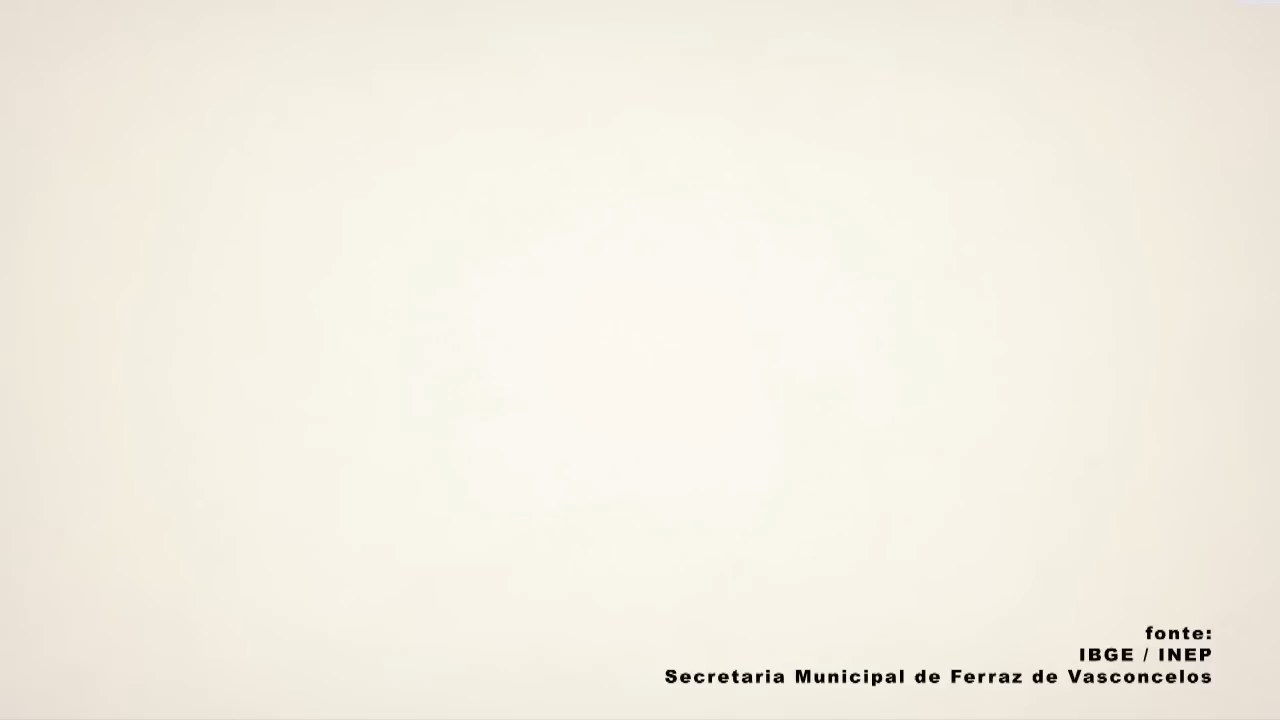 fonte:
IBGE / INEP
Secretaria Municipal de Ferraz de Vasconcelos